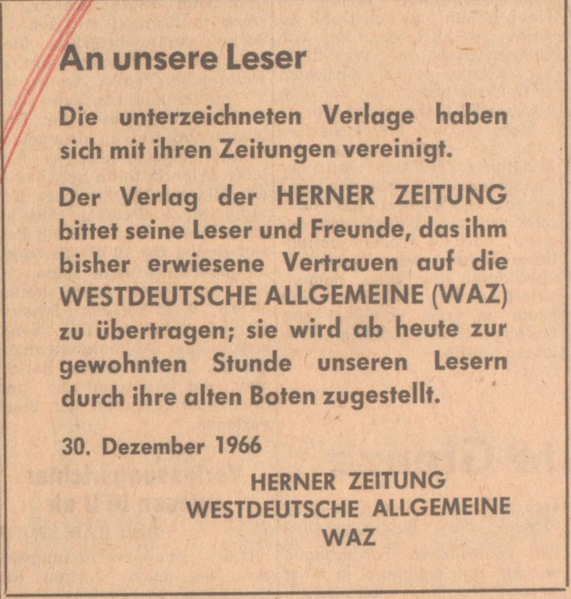 An unsere Leser
Die unterzeichneten Verlage haben
sich mit ihren Zeitungen vereinigt.
Der Verlag der HERNER ZEITUNG
bittet seine Leser und Freunde, das ihm
bisher erwiesene Vertrauen auf die
WESTDEUTSCHE ALLGEMEINE (WAZ)
zu übertragen; sie wird ab heute zur
gewohnten Stunde unseren Lesern
durch ihre alten Boten zugestellt.
30. Dezember 1966
HERNER ZEITUNG
WESTDEUTSCHE ALLGEMEINE
WAZ